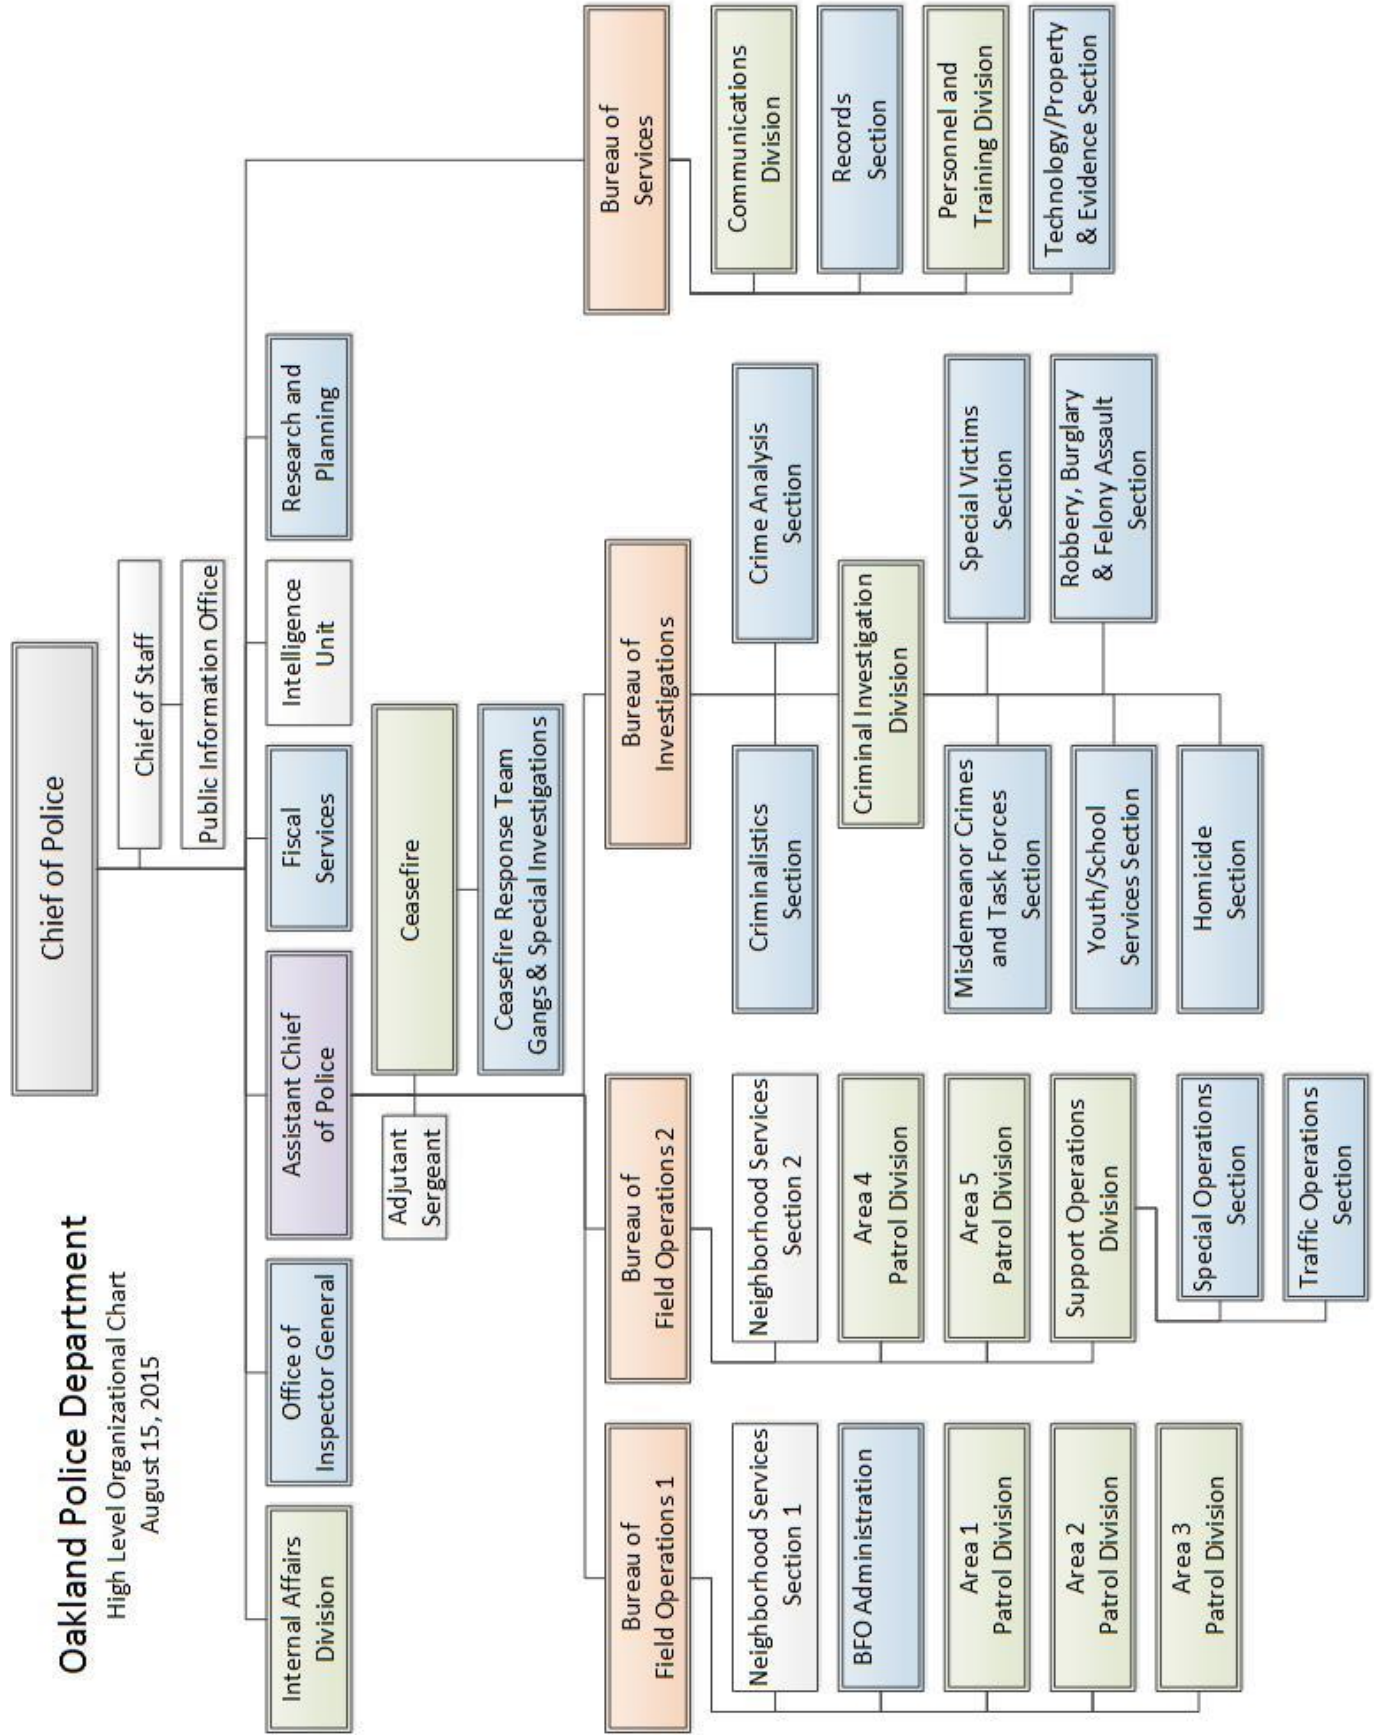 Oakland Police Department
High Level Organizational Chart
August 15, 2015
Chief of Police
Chief of Staff
Public Information Office
Internal Affairs
Division
Office of
Inspector General
Assistant Chief
of Police
Fiscal
Services
Intelligence
Unit
Research and
Planning
Adjutant
Sergeant
Ceasefire
Ceasefire Response Team
Gangs & Special Investigations
Bureau of
Field Operations 1
Neighborhood Services
Section 1
BFO Administration
Area 1
Patrol Division
Area 2
Patrol Division
Area 3
Patrol Division
Bureau of
Field Operations 2
Neighborhood Services
Section 2
Area 4
Patrol Division
Area 5
Patrol Division
Support Operations
Division
Special Operations
Section
Traffic Operations
Section
Bureau of
Investigations
Criminalistics
Section
Crime Analysis
Section
Criminal Investigation
Division
Misdemeanor Crimes
and Task Forces
Section
Special Victims
Section
Youth/School
Services Section
Robbery, Burglary
& Felony Assault
Section
Homicide
Section
Bureau of
Services
Communications
Division
Records
Section
Personnel and
Training Division
Technology/Property
& Evidence Section